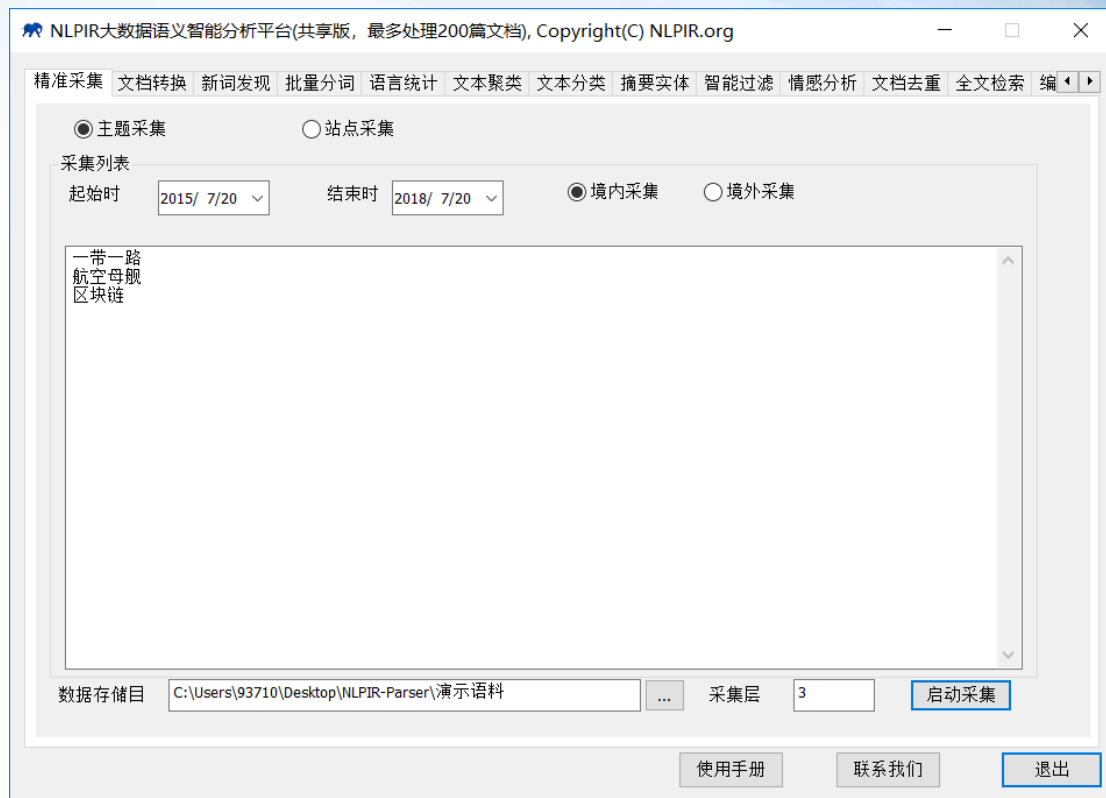 NLPIR大数据语义智能分析平台(共享版，最多处理200篇文档), Copyright(C) NLPIR.org
精准采集 文档转换 新词发现 批量分词 语言统计 文本聚类 文本分类 摘要实体 智能过滤 情感分析 文档去重 全文检索 编
主题采集 站点采集
采集列表
起始时 2015/ 7/20 结束时 2018/ 7/20 境内采集 境外采集
一带一路
航空母舰
区块链
数据存储目 C:\Users\93710\Desktop\NLPIR-Parser\演示语料 ... 采集层 3 启动采集
使用手册 联系我们 退出